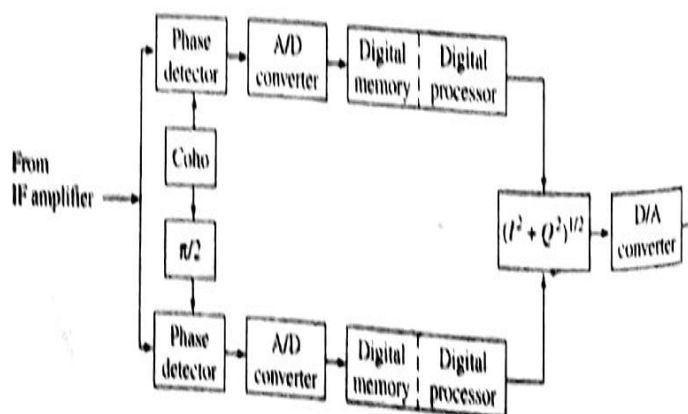 Phase
detector
A/D
converter
Digital
memory
Digital
processor
From
IF amplifier
Coho
π/2
(I² + Q²)^1/2
D/A
converter
Phase
detector
A/D
converter
Digital
memory
Digital
processor